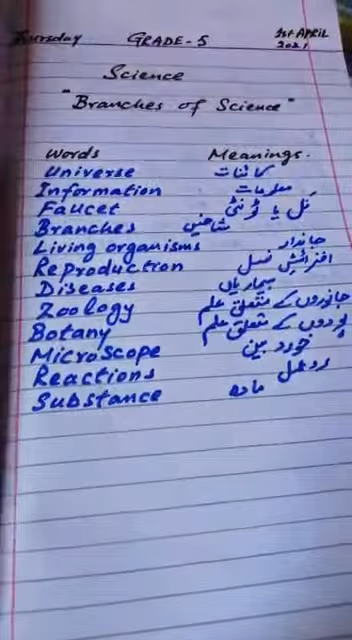 Thursday GRADE-5 1st APRIL
2021
Science
"Branches of Science"
Words Meanings.
Universe کائنات
Information معلومات
Faucet نل یا ٹونٹی
Branches شاخیں
Living organisms جاندار
Reproduction افزائش نسل
Diseases بیماریاں
Zoology جانوروں کے متعلق علم
Botany پودوں کے متعلق علم
Microscope خوردبین
Reactions ردعمل
Substance مادہ